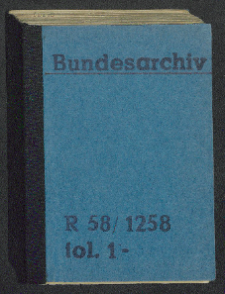 Bundesarchiv
R 58/1258
fol. 1-